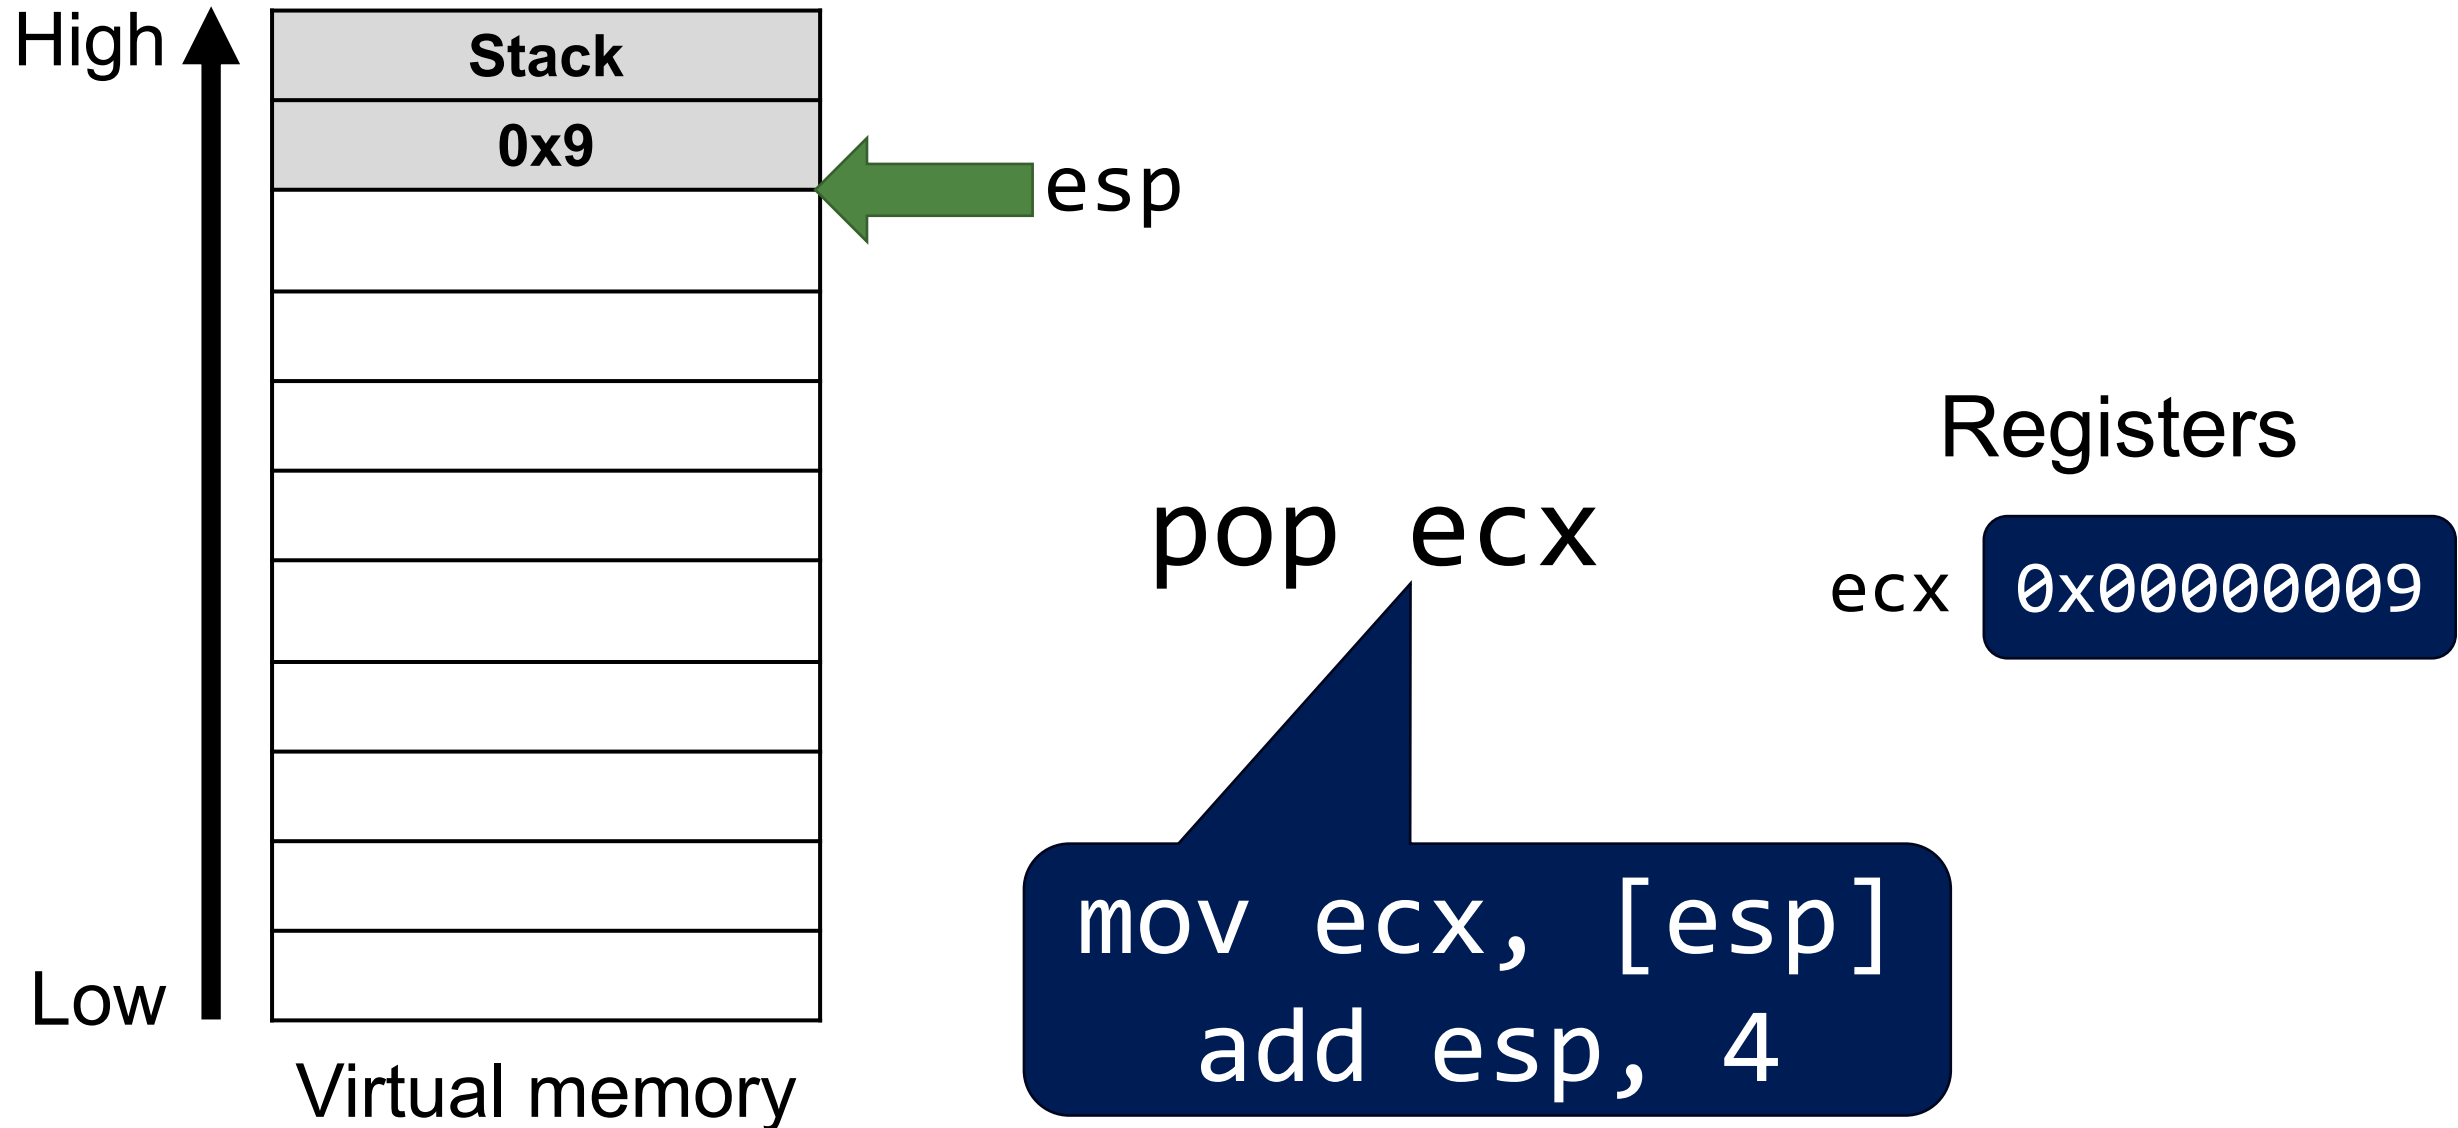 High
Stack
0x9
esp
Registers
pop ecx
ecx
0x00000009
mov ecx, [esp]
add esp, 4
Low
Virtual memory